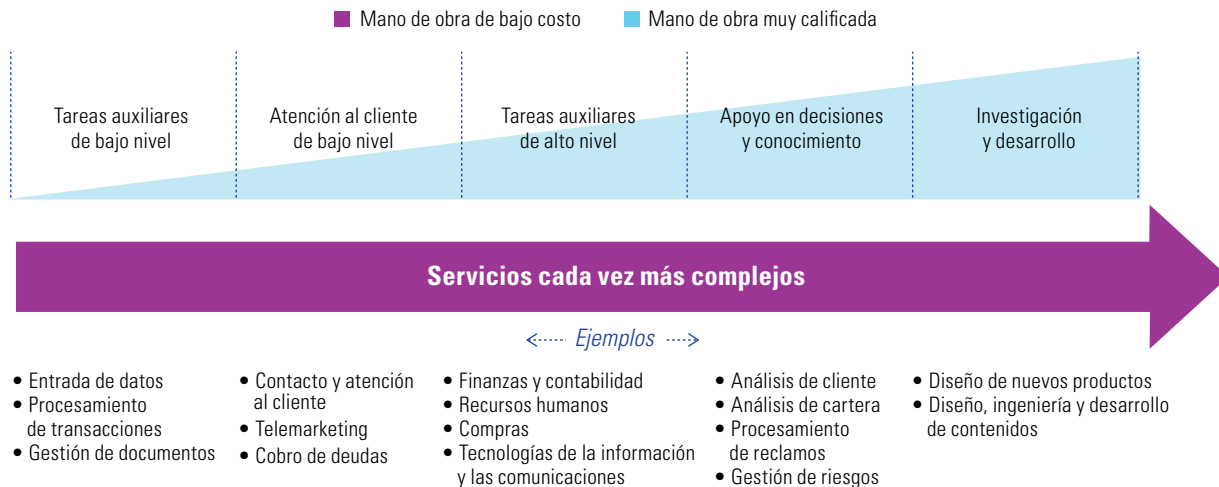 Mano de obra de bajo costo
Mano de obra muy calificada
Tareas auxiliares
de bajo nivel
Atención al cliente
de bajo nivel
Tareas auxiliares
de alto nivel
Apoyo en decisiones
y conocimiento
Investigación
y desarrollo
Servicios cada vez más complejos
Ejemplos
• Entrada de datos
• Procesamiento
de transacciones
• Gestión de documentos
• Contacto y atención
al cliente
• Telemarketing
• Cobro de deudas
• Finanzas y contabilidad
• Recursos humanos
• Compras
• Tecnologías de la información
y las comunicaciones
• Análisis de cliente
• Análisis de cartera
• Procesamiento
de reclamos
• Gestión de riesgos
• Diseño de nuevos productos
• Diseño, ingeniería y desarrollo
de contenidos